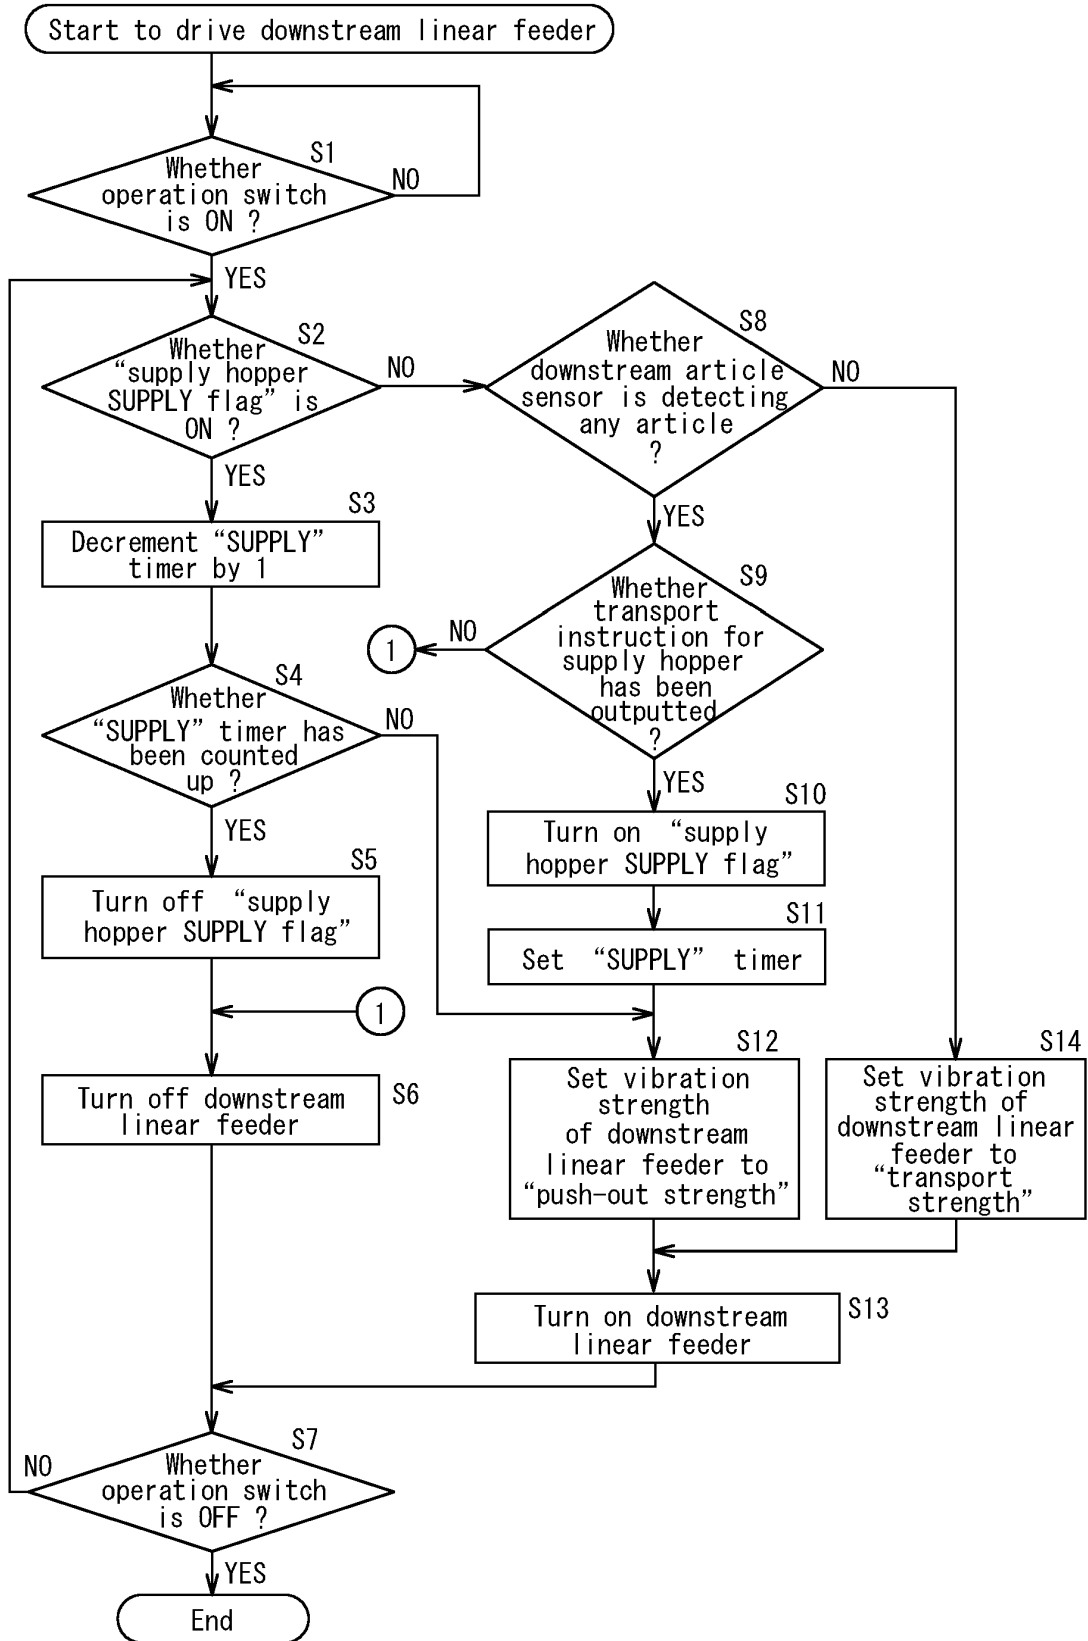 Start to drive downstream linear feeder
S1
Whether
operation switch
is ON ?
NO
YES
S2
Whether
“supply hopper
SUPPLY flag” is
ON ?
NO
YES
S8
Whether
downstream article
sensor is detecting
any article
?
NO
YES
S3
Decrement “SUPPLY”
timer by 1
S9
Whether
transport
instruction for
supply hopper
has been
outputted
?
NO
1
YES
S4
Whether
“SUPPLY” timer has
been counted
up ?
NO
YES
S10
Turn on “supply
hopper SUPPLY flag”
S5
Turn off “supply
hopper SUPPLY flag”
S11
Set “SUPPLY” timer
1
S6
Turn off downstream
linear feeder
S12
Set vibration
strength
of downstream
linear feeder to
“push-out strength”
S14
Set vibration
strength of
downstream linear
feeder to
“transport
strength”
S13
Turn on downstream
linear feeder
S7
Whether
operation switch
is OFF ?
NO
YES
End